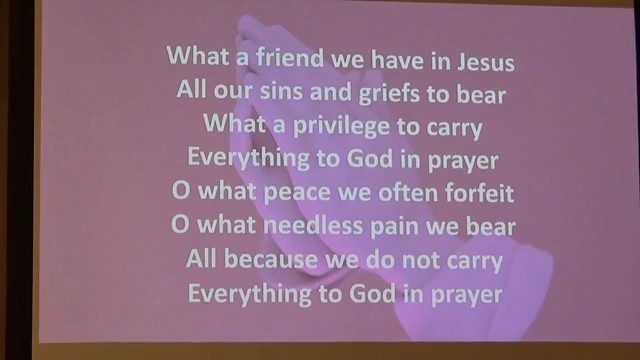 What a friend we have in Jesus
All our sins and griefs to bear
What a privilege to carry
Everything to God in prayer
O what peace we often forfeit
O what needless pain we bear
All because we do not carry
Everything to God in prayer